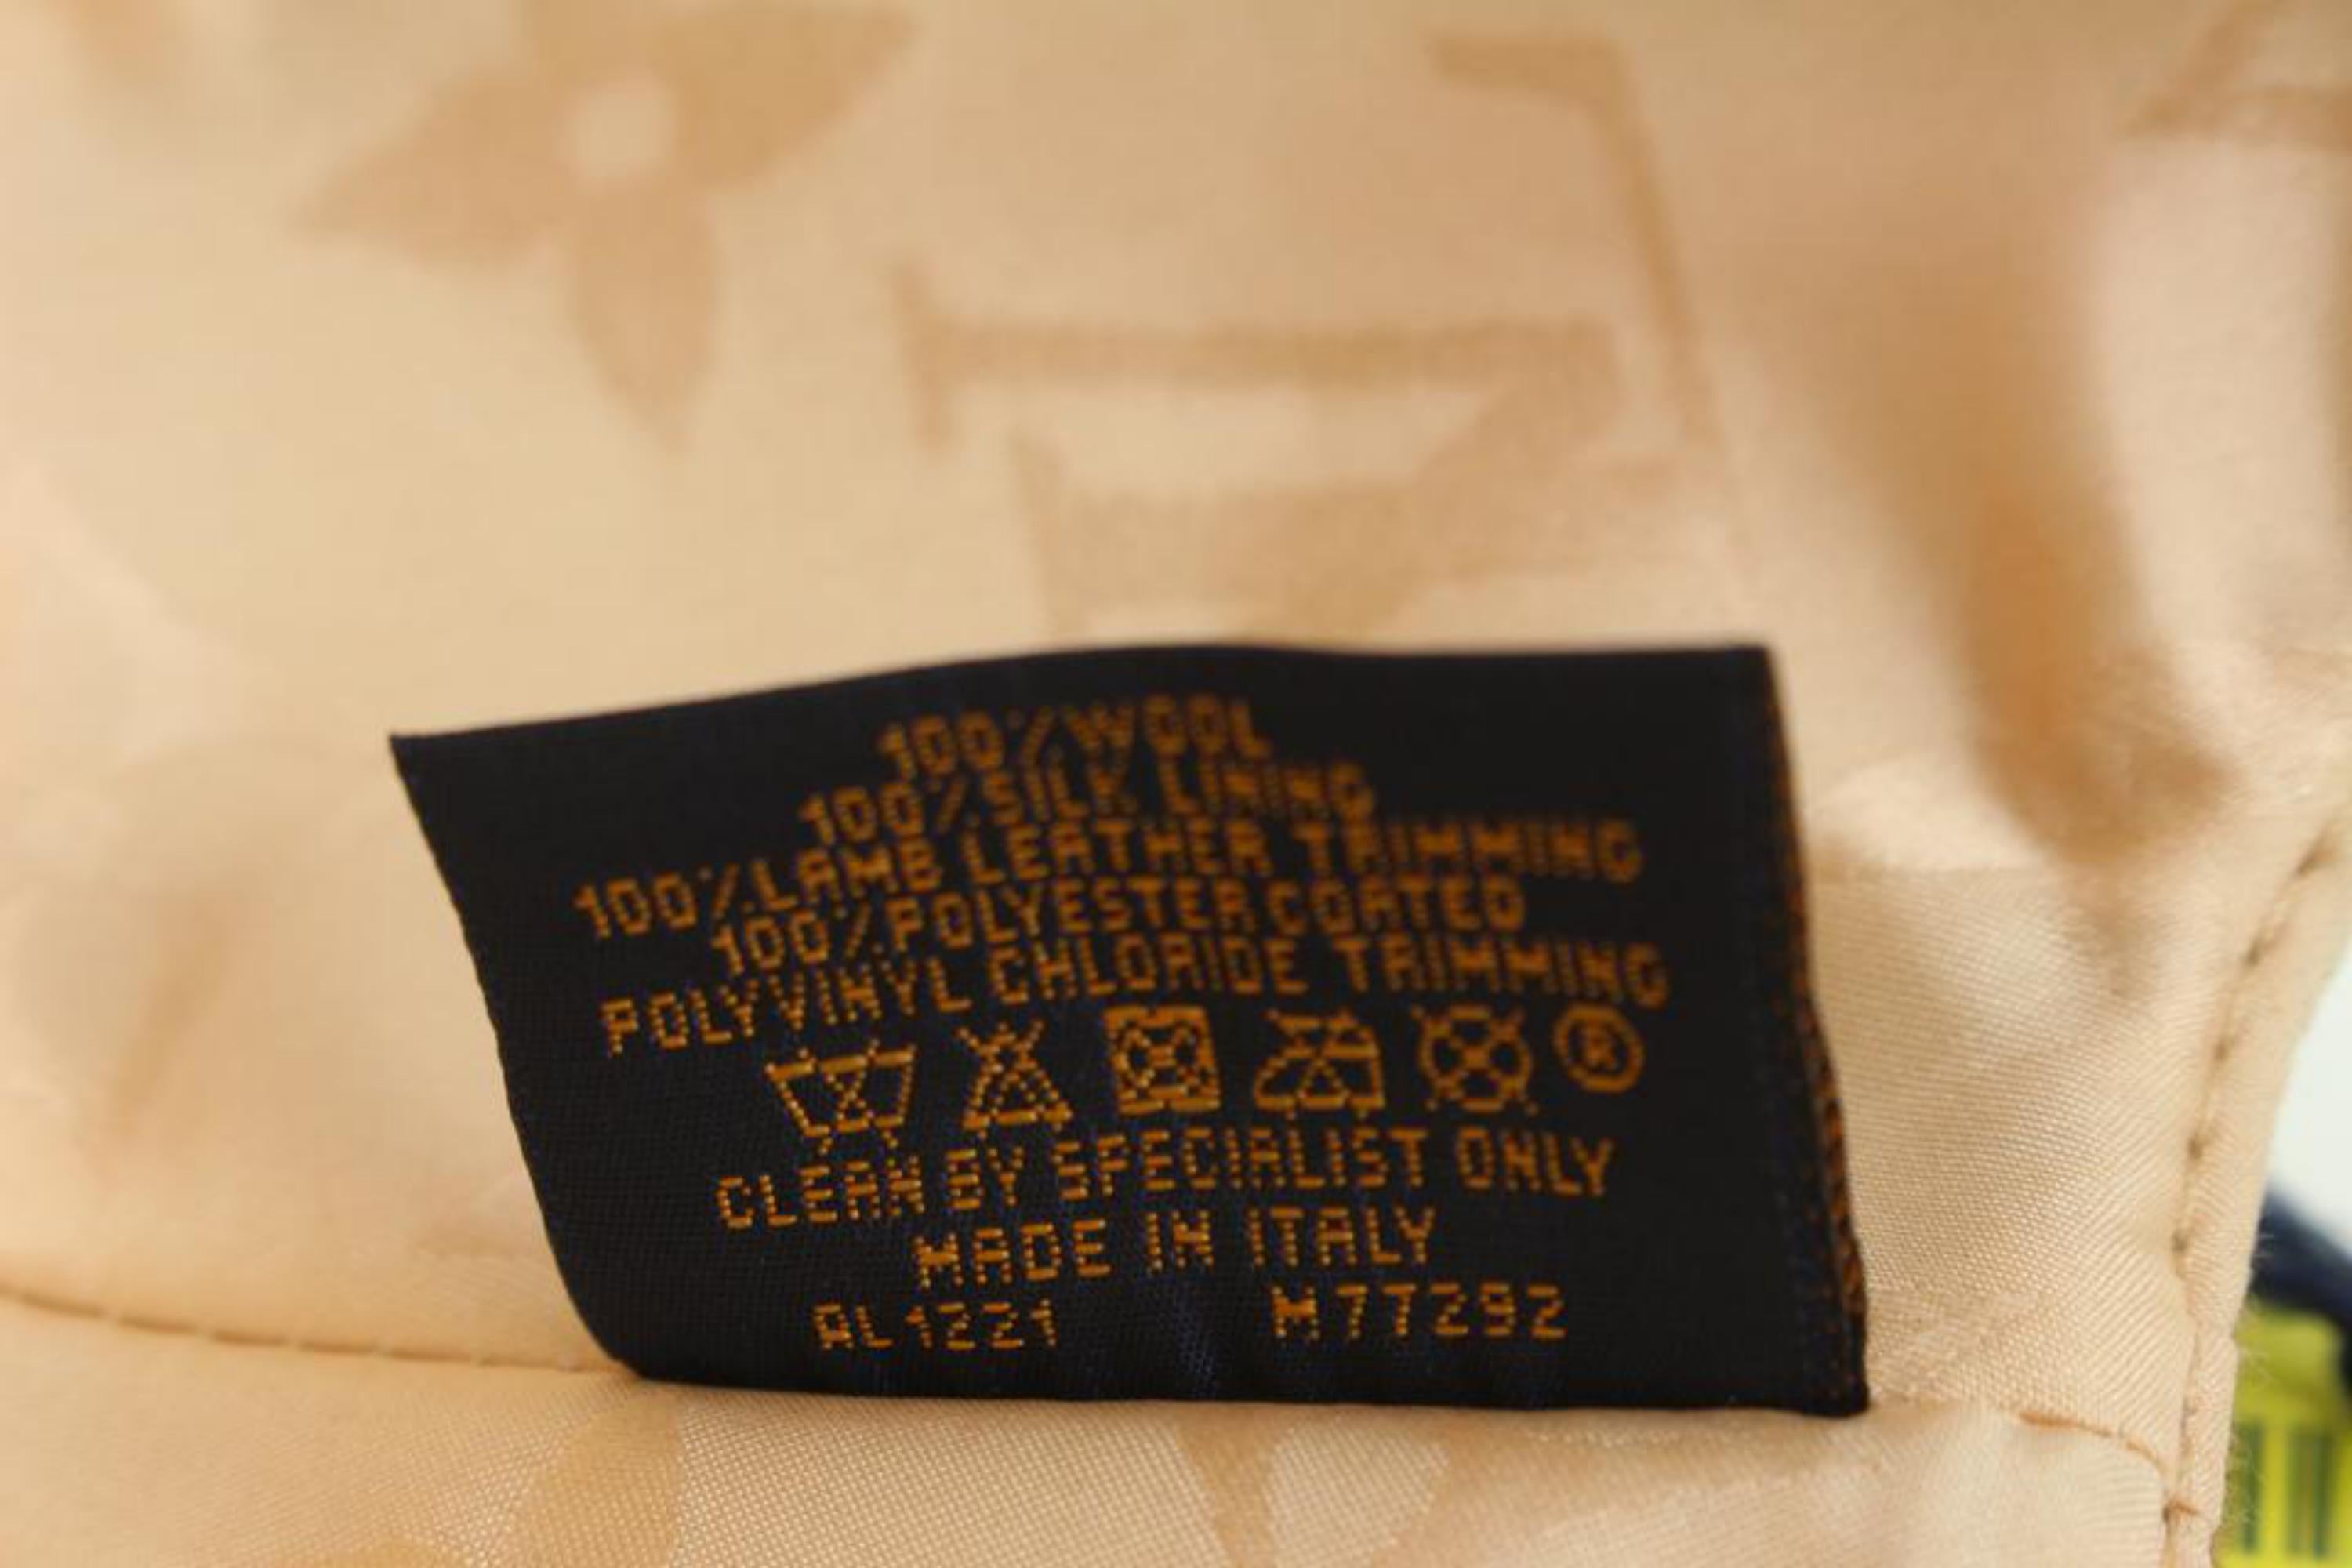 100% WOOL
100% SILK LINING
100% LAMB LEATHER TRIMMING
100% POLYESTER COATED
POLYVINYL CHLORIDE TRIMMING
®
CLEAN BY SPECIALIST ONLY
MADE IN ITALY
RL1221 M77292